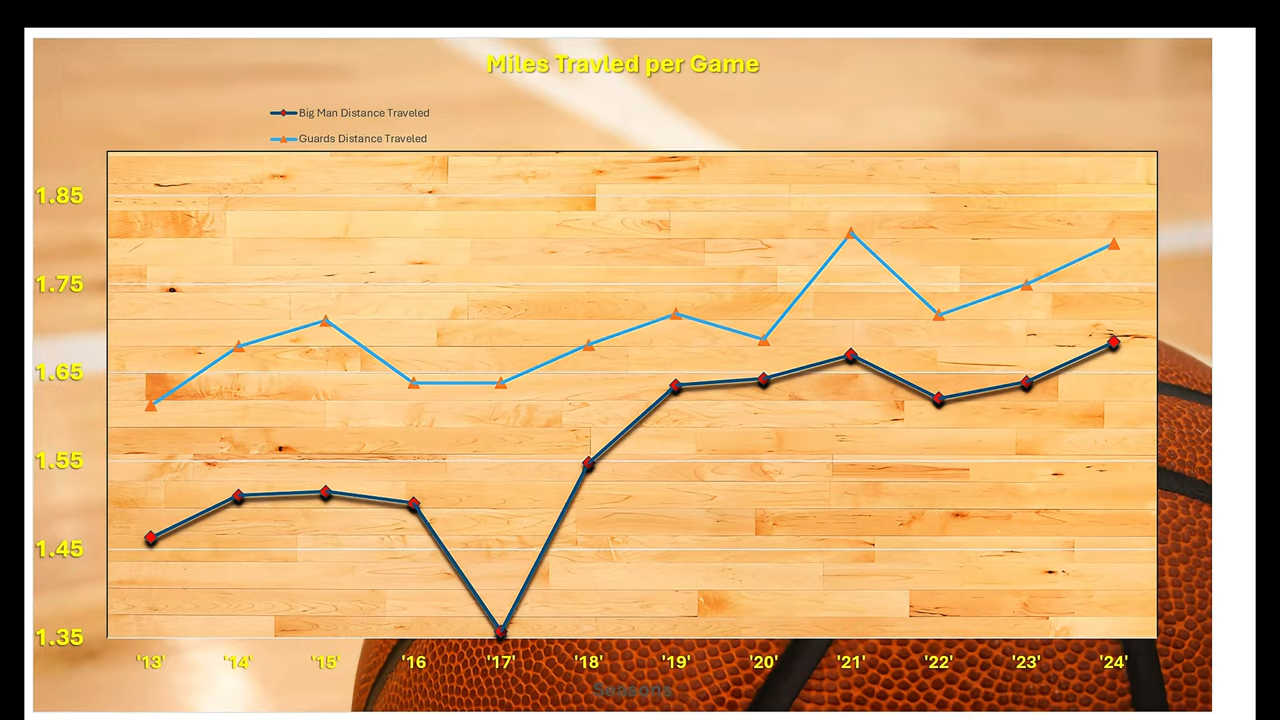 Miles Travled per Game
Big Man Distance Traveled
Guards Distance Traveled
1.85
1.75
1.65
1.55
1.45
1.35
'13' '14' '15' '16 '17' '18' '19' '20' '21' '22' '23' '24'
Seasons